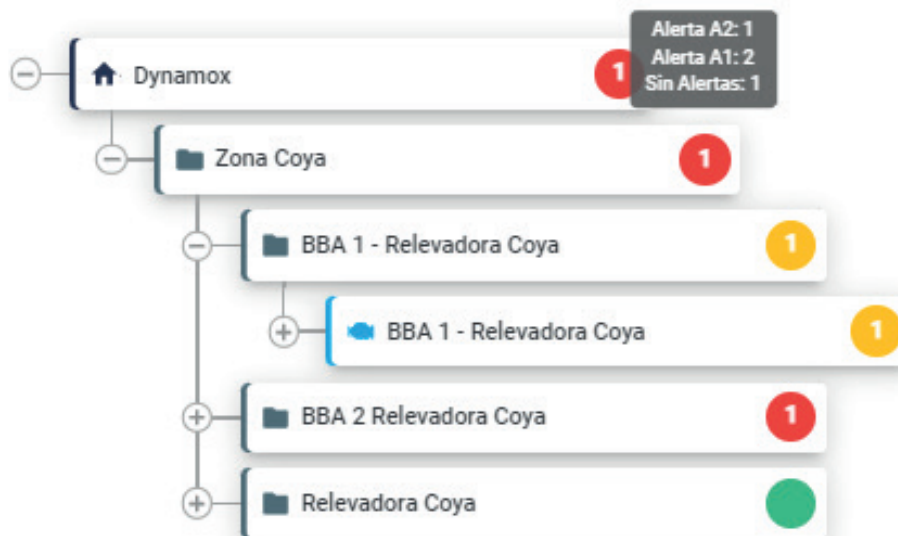 Alerta A2: 1
Alerta A1: 2
Sin Alertas: 1
Dynamox 1
Zona Coya 1
BBA 1 - Relevadora Coya 1
BBA 1 - Relevadora Coya 1
BBA 2 Relevadora Coya 1
Relevadora Coya